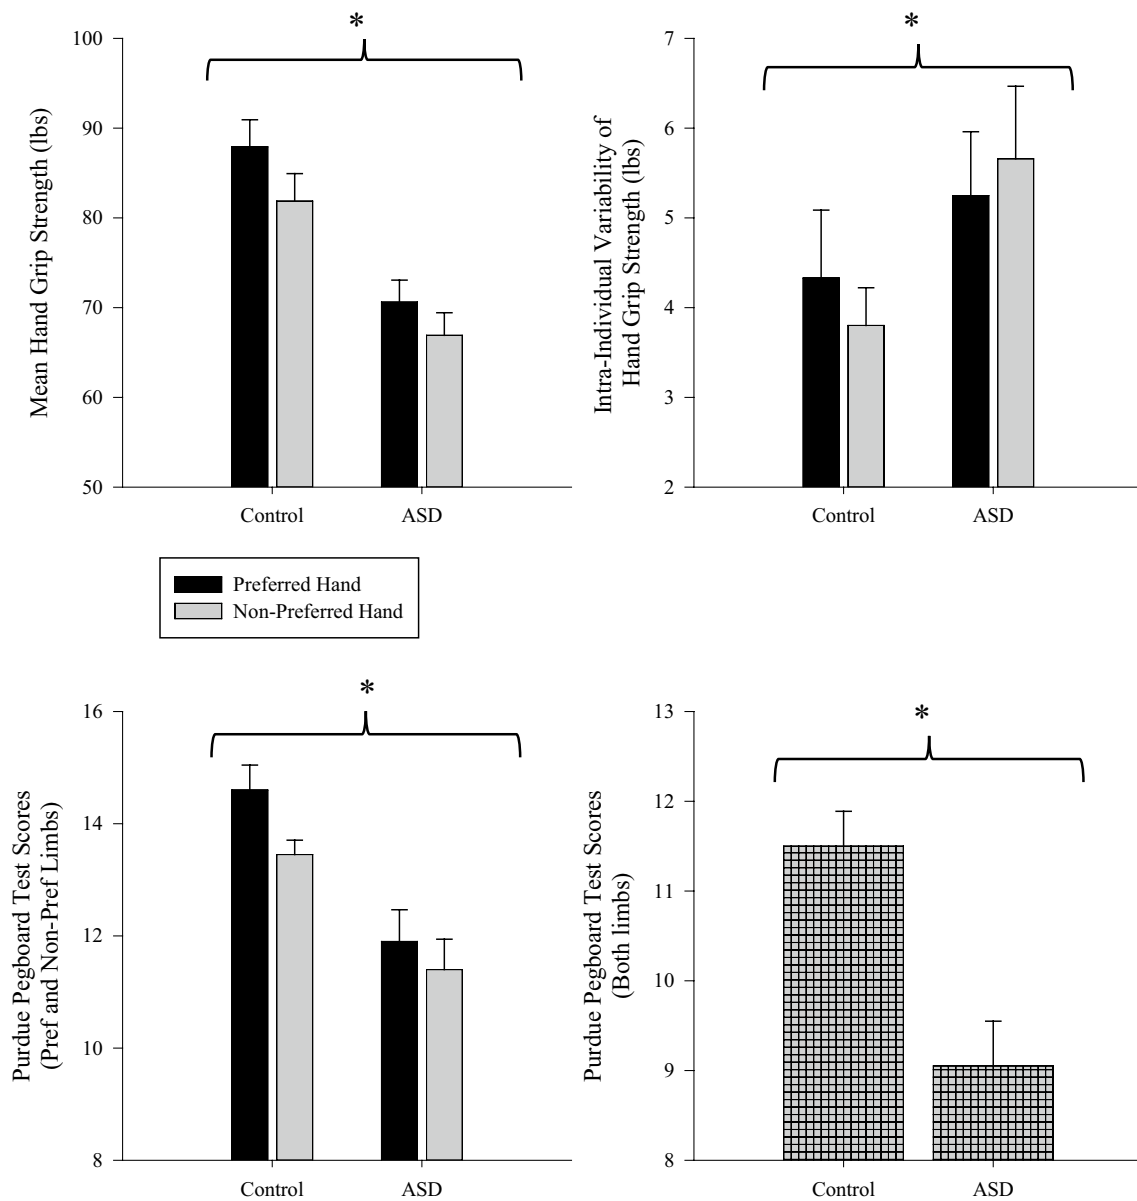 *
100
90
80
70
60
50
Mean Hand Grip Strength (lbs)
Control
ASD
*
7
6
5
4
3
2
Intra-Individual Variability of
Hand Grip Strength (lbs)
Control
ASD
Preferred Hand
Non-Preferred Hand
*
16
14
12
10
8
Purdue Pegboard Test Scores
(Pref and Non-Pref Limbs)
Control
ASD
*
13
12
11
10
9
8
Purdue Pegboard Test Scores
(Both limbs)
Control
ASD